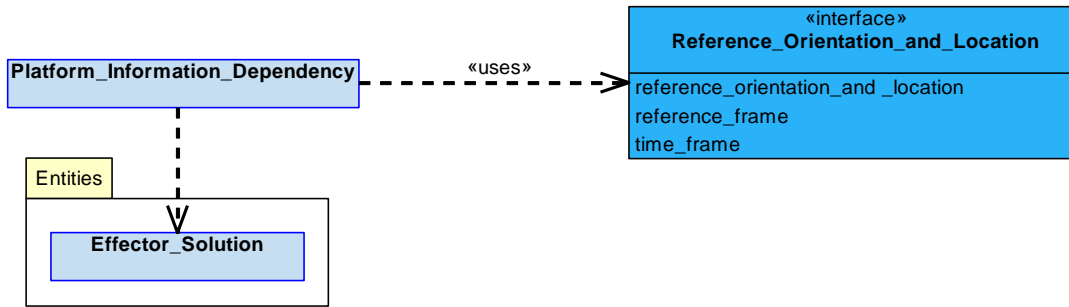 «interface»
Reference_Orientation_and_Location
Platform_Information_Dependency
«uses»
reference_orientation_and _location
reference_frame
time_frame
Entities
Effector_Solution